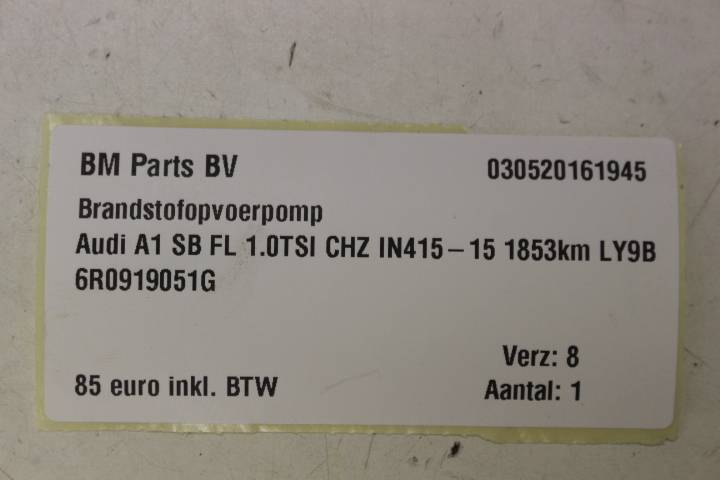 BM Parts BV 030520161945
Brandstofopvoerpomp
Audi A1 SB FL 1.0TSI CHZ IN415-15 1853km LY9B
6R0919051G
Verz: 8
85 euro inkl. BTW Aantal: 1